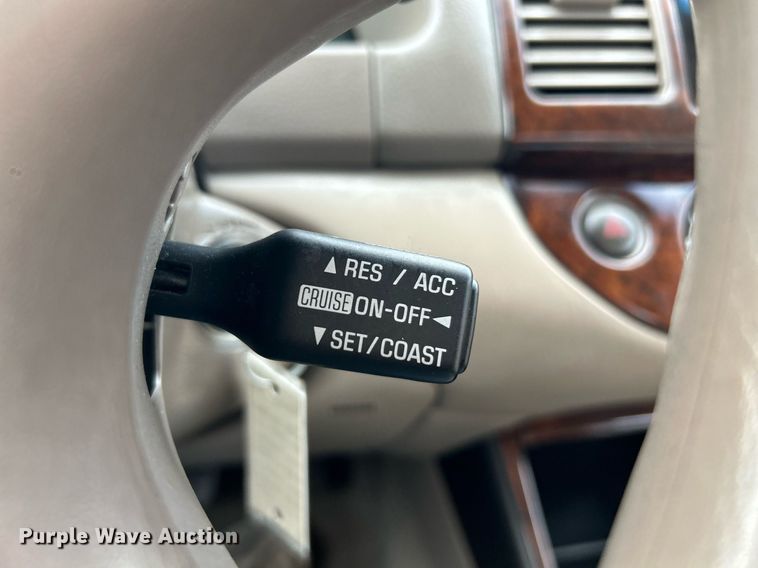 ▲ RES / ACC
CRUISE ON-OFF ◄
▼ SET/COAST
Purple Wave Auction